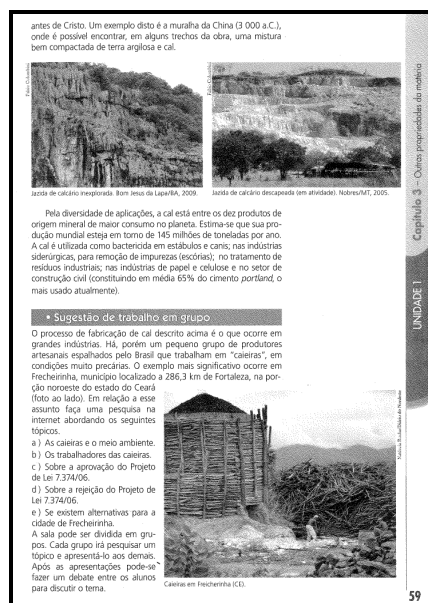 antes de Cristo. Um exemplo disto é a muralha da China (3 000 a.C.),
onde é possível encontrar, em alguns trechos da obra, uma mistura
bem compactada de terra argilosa e cal.
Jazida de calcário inexplorada. Bom Jesus da Lapa/BA, 2009.
Jazida de calcário descapeada (em atividade). Nobres/MT, 2005.
Pela diversidade de aplicações, a cal está entre os dez produtos de
origem mineral de maior consumo no planeta. Estima-se que sua pro-
dução mundial esteja em torno de 145 milhões de toneladas por ano.
A cal é utilizada como bactericida em estábulos e canis; nas indústrias
siderúrgicas, para remoção de impurezas (escórias); no tratamento de
resíduos industriais; nas indústrias de papel e celulose e no setor de
construção civil (constituindo em média 65% do cimento portland, o
mais usado atualmente).
• Sugestão de trabalho em grupo
O processo de fabricação de cal descrito acima é o que ocorre em
grandes indústrias. Há, porém um pequeno grupo de produtores
artesanais espalhados pelo Brasil que trabalham em "caieiras", em
condições muito precárias. O exemplo mais significativo ocorre em
Frecheirinha, município localizado a 286,3 km de Fortaleza, na por-
ção noroeste do estado do Ceará
(foto ao lado). Em relação a esse
assunto faça uma pesquisa na
internet abordando os seguintes
tópicos.
a ) As caieiras e o meio ambiente.
b ) Os trabalhadores das caieiras.
c ) Sobre a aprovação do Projeto
de Lei 7.374/06.
d ) Sobre a rejeição do Projeto de
Lei 7.374/06.
e ) Se existem alternativas para a
cidade de Frecheirinha.
A sala pode ser dividida em gru-
pos. Cada grupo irá pesquisar um
tópico e apresentá-lo aos demais.
Após as apresentações pode-se
fazer um debate entre os alunos
para discutir o tema.
Caieiras em Freicherinha (CE).
Capítulo 3 - Outras propriedades da matéria
UNIDADE 1
59